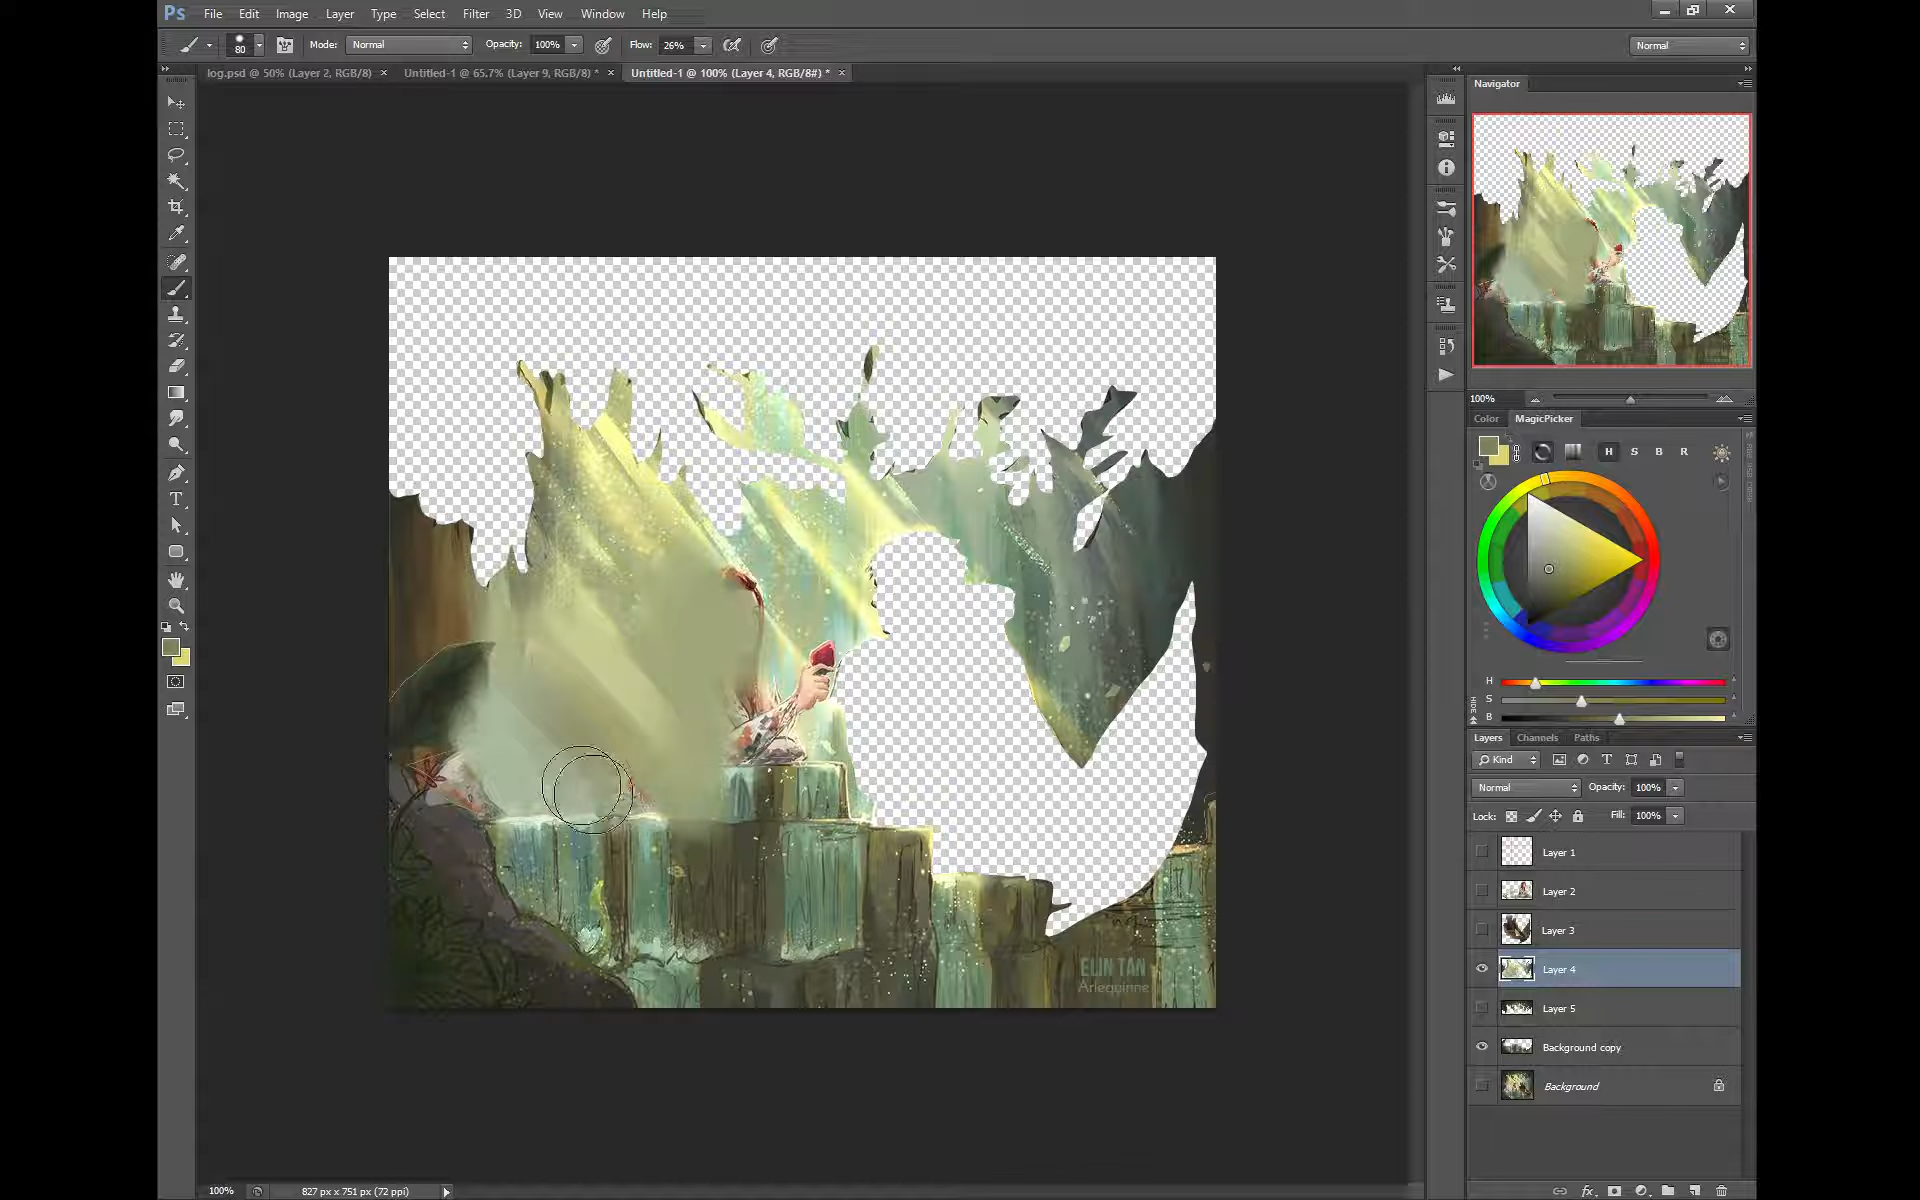 Ps File Edit Image Layer Type Select Filter 3D View Window Help
80 Mode: Normal Opacity: 100% Flow: 26% Normal
log.psd @ 50% (Layer 2, RGB/8) × Untitled-1 @ 65.7% (Layer 9, RGB/8) * × Untitled-1 @ 100% (Layer 4, RGB/8#) * ×
Navigator
100%
Color MagicPicker
H S B R
H
S
B
HIDE
Layers Channels Paths
Kind
Normal Opacity: 100%
Lock: Fill: 100%
Layer 1
Layer 2
Layer 3
Layer 4
Layer 5
Background copy
Background
ELIN TAN
Arlequinne
100% 827 px x 751 px (72 ppi)
fx